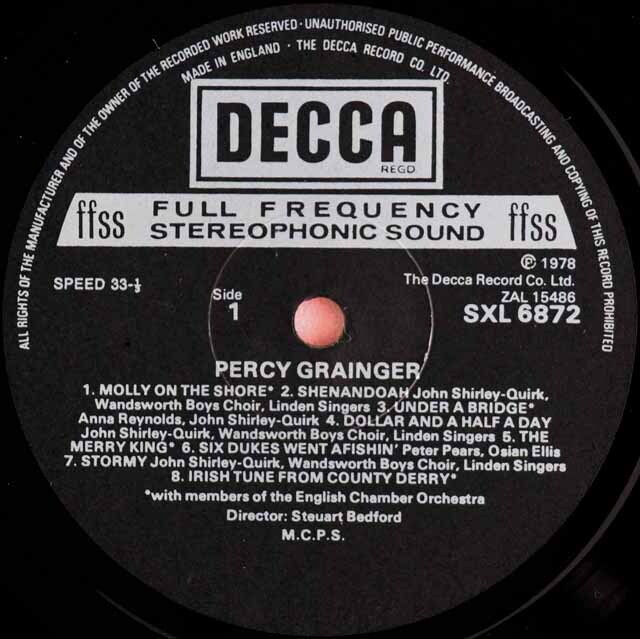 ALL RIGHTS OF THE MANUFACTURER AND OF THE OWNER OF THE RECORDED WORK RESERVED · UNAUTHORISED PUBLIC PERFORMANCE BROADCASTING AND COPYING OF THIS RECORD PROHIBITED
MADE IN ENGLAND · THE DECCA RECORD CO. LTD.
DECCA
REGD.
ffss FULL FREQUENCY ffss
STEREOPHONIC SOUND
SPEED 33-⅓
Side
1
℗ 1978
The Decca Record Co. Ltd.
ZAL 15486
SXL 6872
PERCY GRAINGER
1. MOLLY ON THE SHORE* 2. SHENANDOAH John Shirley-Quirk,
Wandsworth Boys Choir, Linden Singers 3. UNDER A BRIDGE*
Anna Reynolds, John Shirley-Quirk 4. DOLLAR AND A HALF A DAY
John Shirley-Quirk, Wandsworth Boys Choir, Linden Singers 5. THE
MERRY KING* 6. SIX DUKES WENT AFISHIN' Peter Pears, Osian Ellis
7. STORMY John Shirley-Quirk, Wandsworth Boys Choir, Linden Singers
8. IRISH TUNE FROM COUNTY DERRY*
*with members of the English Chamber Orchestra
Director: Steuart Bedford
M.C.P.S.